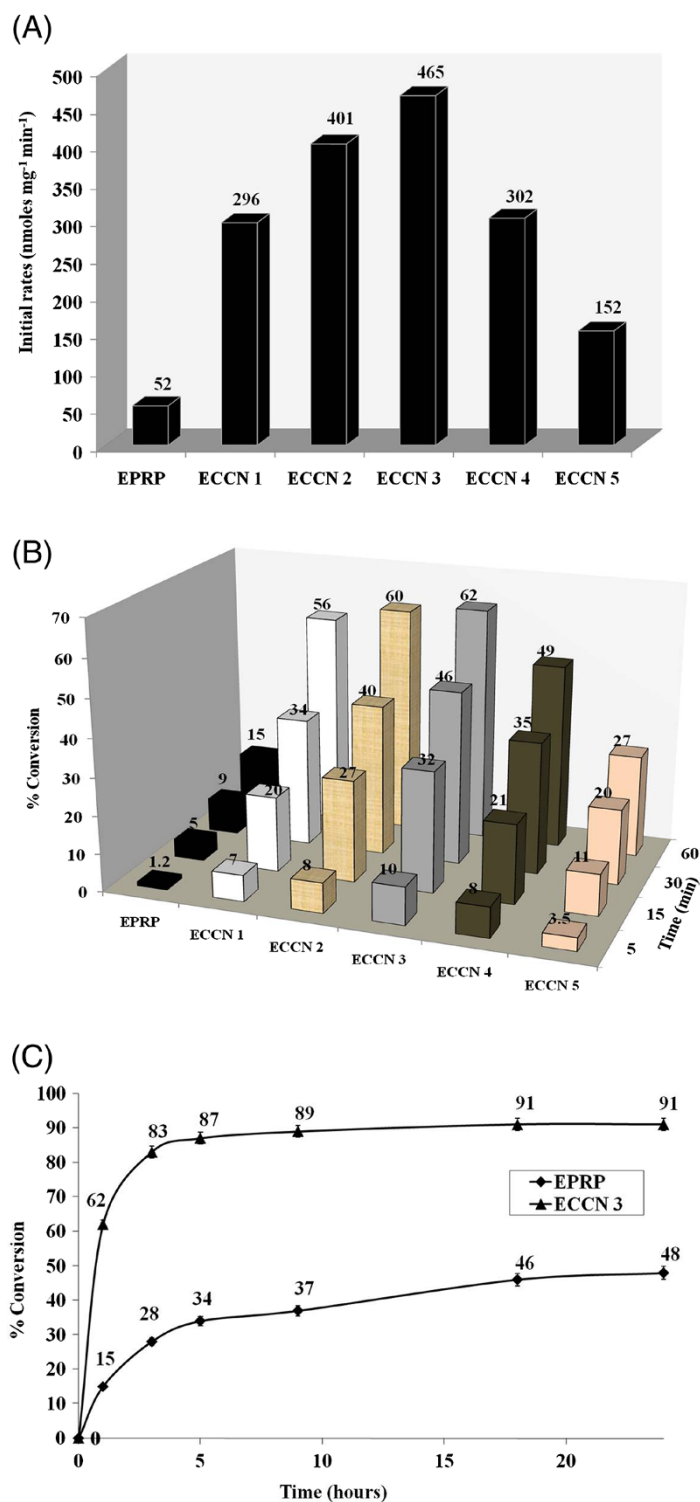 (A)
500
450
400
350
300
250
200
150
100
50
0
Initial rates (nmoles mg⁻¹ min⁻¹)
52
296
401
465
302
152
EPRP ECCN 1 ECCN 2 ECCN 3 ECCN 4 ECCN 5
(B)
70
60
50
40
30
20
10
0
% Conversion
56 60 62 49 27
15 34 40 46 35 20
9 20 27 32 21 11
5 7 8 10 8 3.5
1.2
EPRP ECCN 1 ECCN 2 ECCN 3 ECCN 4 ECCN 5
60
30
15
5
Time (min)
(C)
100
90
80
70
60
50
40
30
20
10
0
% Conversion
62 83 87 89 91 91
EPRP
ECCN 3
0 15 28 34 37 46 48
0 5 10 15 20
Time (hours)